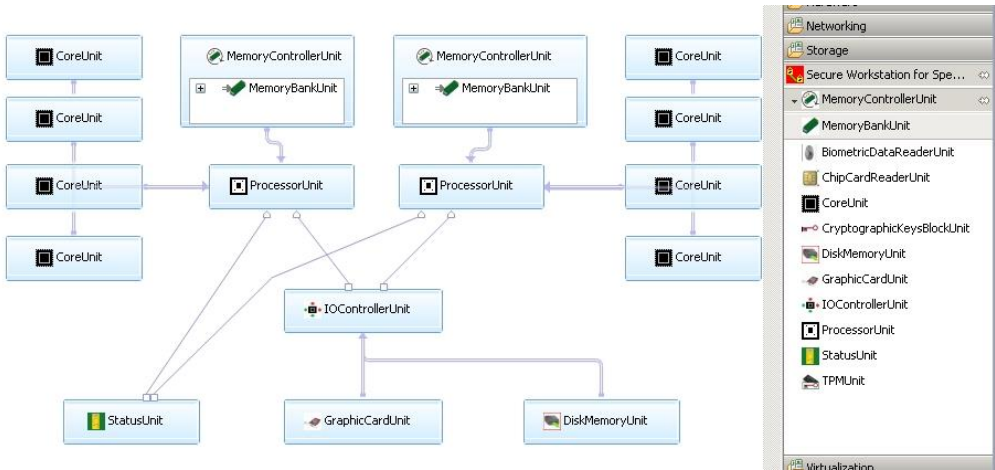 CoreUnit
MemoryControllerUnit
MemoryControllerUnit
CoreUnit
MemoryBankUnit
MemoryBankUnit
CoreUnit
CoreUnit
CoreUnit
ProcessorUnit
ProcessorUnit
CoreUnit
CoreUnit
CoreUnit
IOControllerUnit
StatusUnit
GraphicCardUnit
DiskMemoryUnit
Hardware
Networking
Storage
Secure Workstation for Spe...
MemoryControllerUnit
MemoryBankUnit
BiometricDataReaderUnit
ChipCardReaderUnit
CoreUnit
CryptographicKeysBlockUnit
DiskMemoryUnit
GraphicCardUnit
IOControllerUnit
ProcessorUnit
StatusUnit
TPMUnit
Virtualization